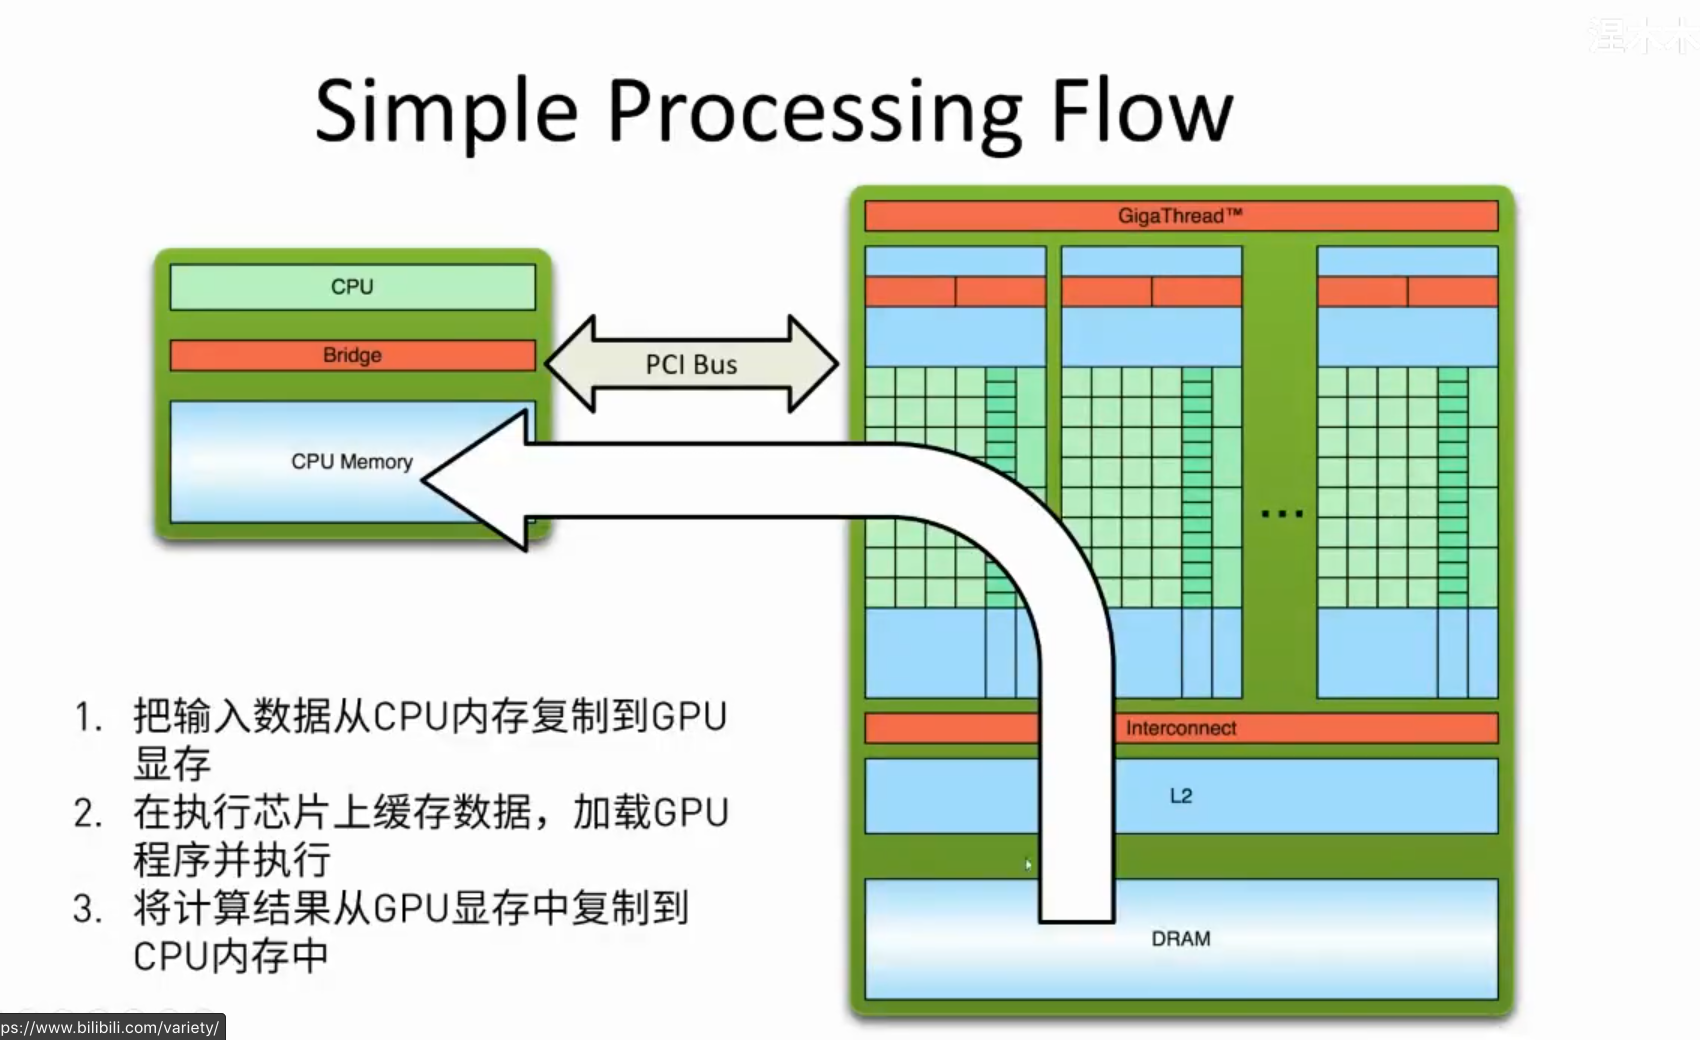 涅木木
Simple Processing Flow
GigaThread™
CPU
Bridge
PCI Bus
CPU Memory
...
1. 把输入数据从CPU内存复制到GPU
显存
2. 在执行芯片上缓存数据，加载GPU
程序并执行
3. 将计算结果从GPU显存中复制到
CPU内存中
Interconnect
L2
DRAM
ps://www.bilibili.com/variety/